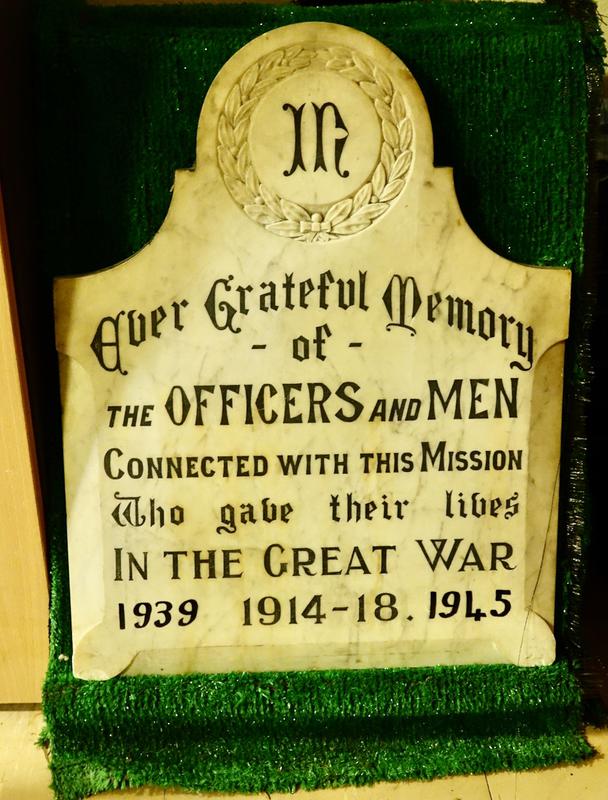 In
Ever Grateful Memory
- of -
THE OFFICERS AND MEN
CONNECTED WITH THIS MISSION
Who gave their lives
IN THE GREAT WAR
1939 1914-18. 1945